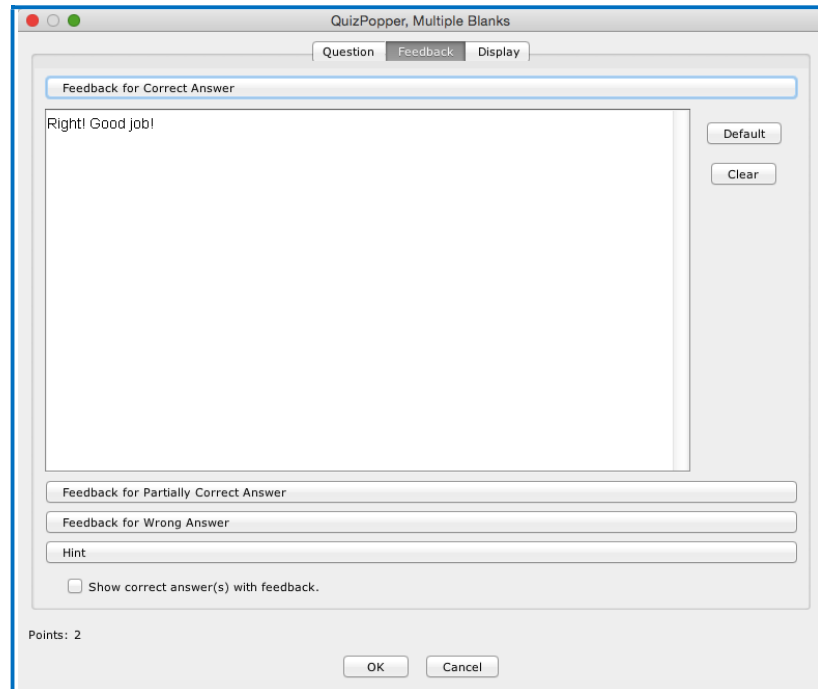 QuizPopper, Multiple Blanks
Question Feedback Display
Feedback for Correct Answer
Right! Good job!
Default
Clear
Feedback for Partially Correct Answer
Feedback for Wrong Answer
Hint
Show correct answer(s) with feedback.
Points: 2
OK Cancel